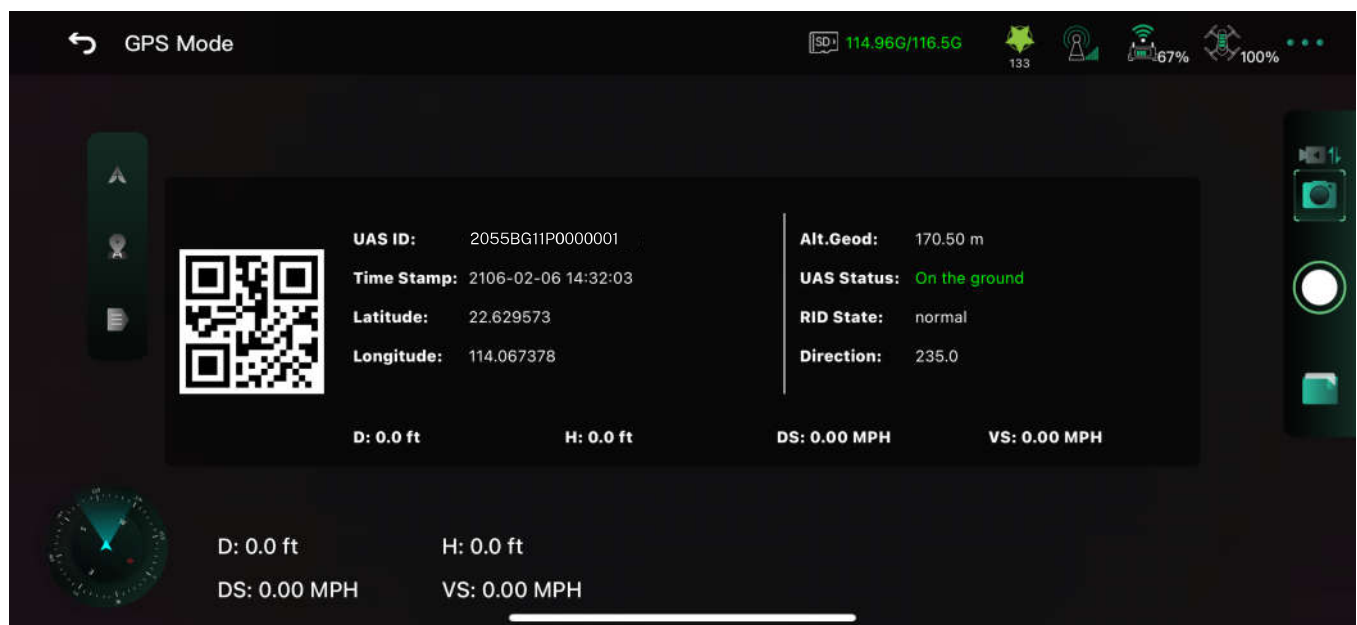 GPS Mode
SD 114.96G/116.5G
133
67%
100%
UAS ID: 2055BG11P0000001
Time Stamp: 2106-02-06 14:32:03
Latitude: 22.629573
Longitude: 114.067378
Alt.Geod: 170.50 m
UAS Status: On the ground
RID State: normal
Direction: 235.0
D: 0.0 ft H: 0.0 ft DS: 0.00 MPH VS: 0.00 MPH
D: 0.0 ft H: 0.0 ft
DS: 0.00 MPH VS: 0.00 MPH